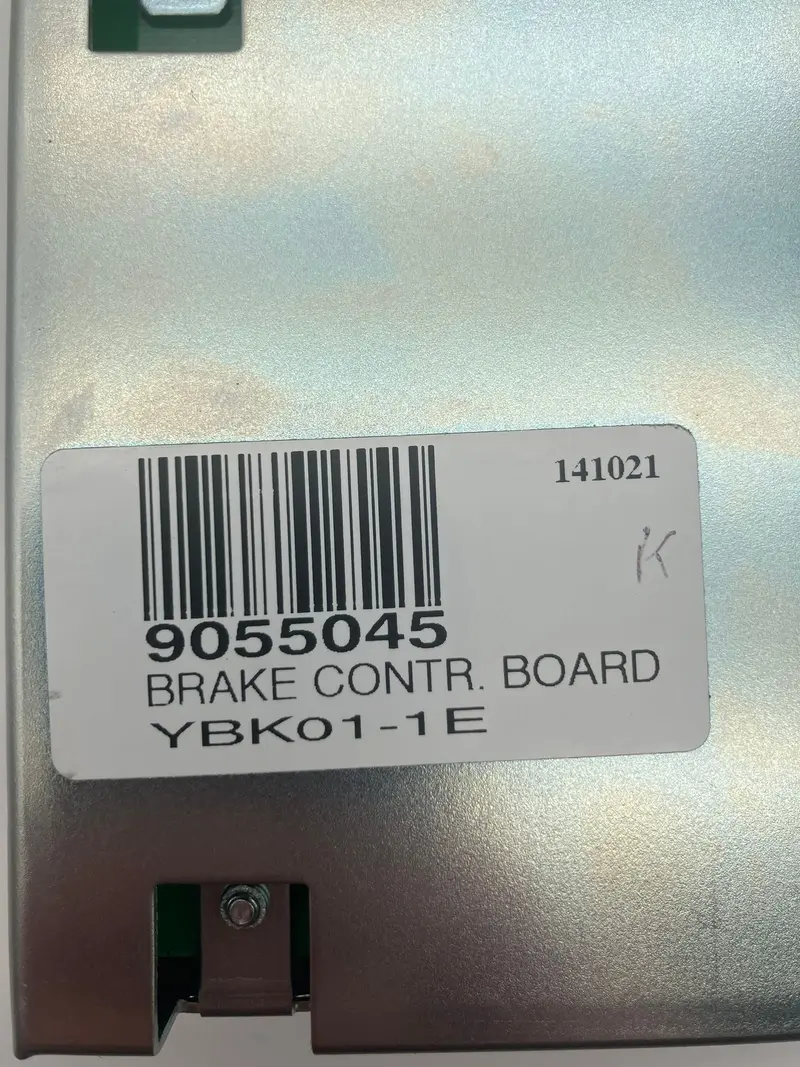 141021
K
9055045
BRAKE CONTR. BOARD
YBK01-1E